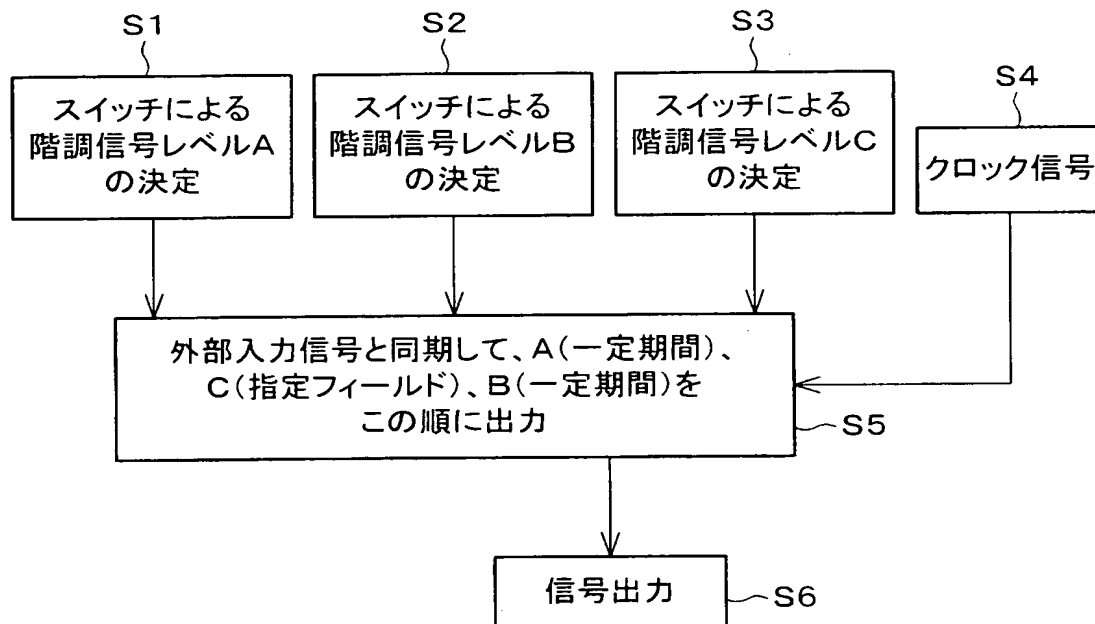 S1
スイッチによる
階調信号レベルA
の決定
S2
スイッチによる
階調信号レベルB
の決定
S3
スイッチによる
階調信号レベルC
の決定
S4
クロック信号
外部入力信号と同期して、A(一定期間)、
C(指定フィールド)、B(一定期間)を
この順に出力
S5
信号出力
S6